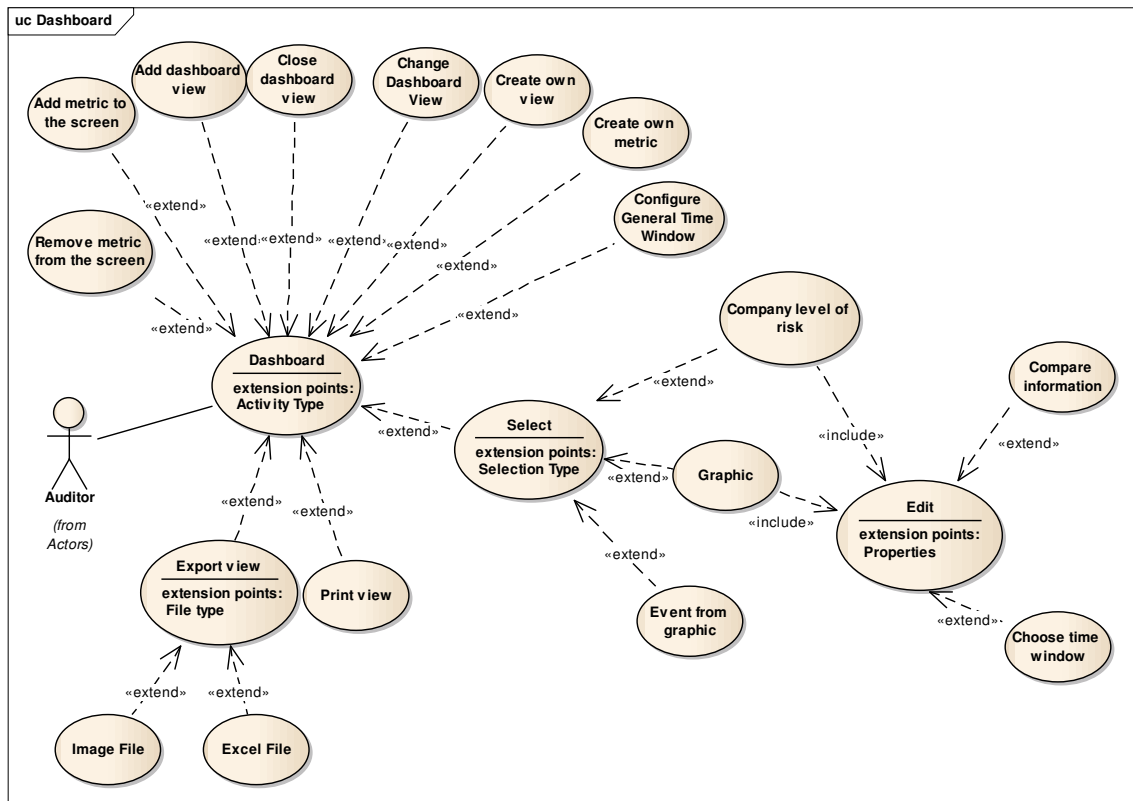 uc Dashboard
Add metric to
the screen
Add dashboard
view
Close
dashboard
view
Change
Dashboard
View
Create own
view
Create own
metric
Configure
General Time
Window
Remove metric
from the screen
«extend»
«extend»
«extend»
«extend»
«extend»
«extend»
«extend»
«extend»
Dashboard
extension points:
Activity Type
Auditor
(from
Actors)
«extend»
Select
extension points:
Selection Type
Company level of
risk
«extend»
Compare
information
«include»
«extend»
Graphic
«extend»
«include»
Edit
extension points:
Properties
«extend»
Event from
graphic
«extend»
Choose time
window
«extend»
«extend»
Export view
extension points:
File type
Print view
«extend»
«extend»
Image File
Excel File